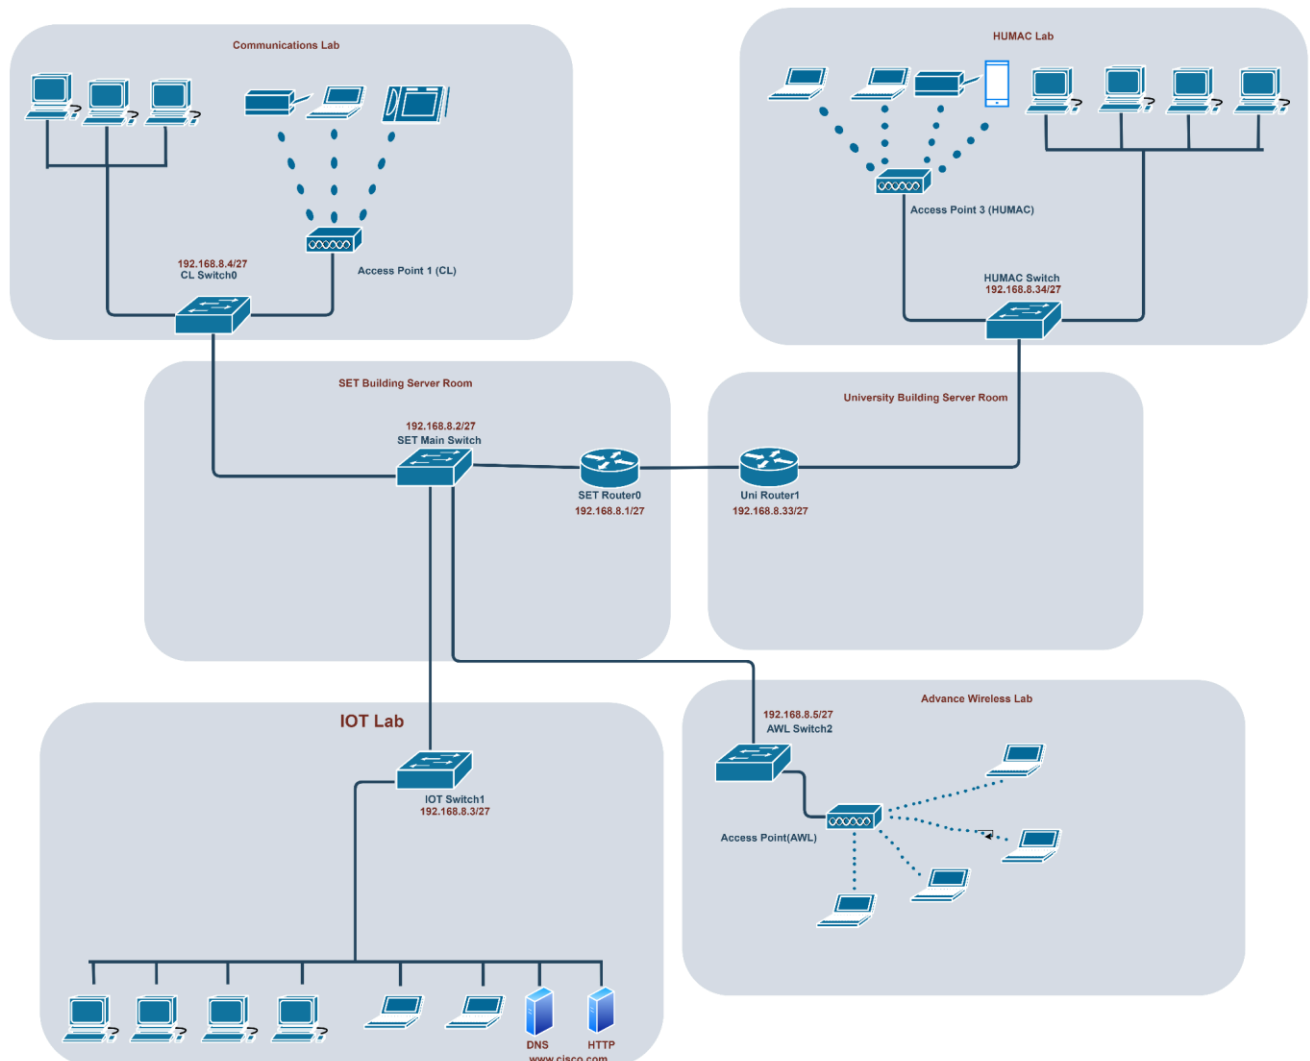 Communications Lab
HUMAC Lab
Access Point 3 (HUMAC)
192.168.8.4/27
CL Switch0
Access Point 1 (CL)
HUMAC Switch
192.168.8.34/27
SET Building Server Room
University Building Server Room
192.168.8.2/27
SET Main Switch
SET Router0
192.168.8.1/27
Uni Router1
192.168.8.33/27
IOT Lab
Advance Wireless Lab
192.168.8.5/27
AWL Switch2
IOT Switch1
192.168.8.3/27
Access Point(AWL)
DNS
HTTP
www.cisco.com